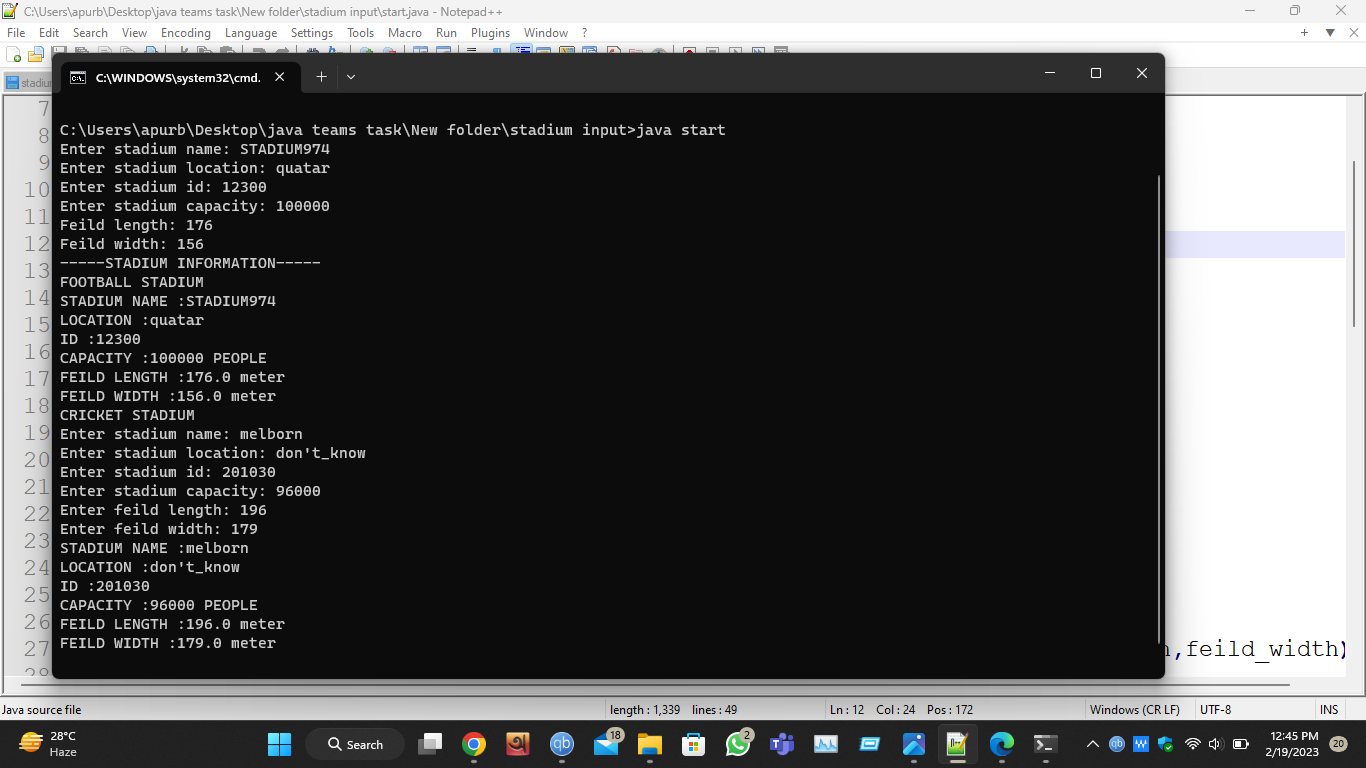 C:\Users\apurb\Desktop\java teams task\New folder\stadium input\start.java - Notepad++
File Edit Search View Encoding Language Settings Tools Macro Run Plugins Window ?
C:\WINDOWS\system32\cmd.
C:\Users\apurb\Desktop\java teams task\New folder\stadium input>java start
Enter stadium name: STADIUM974
Enter stadium location: quatar
Enter stadium id: 12300
Enter stadium capacity: 100000
Feild length: 176
Feild width: 156
-----STADIUM INFORMATION-----
FOOTBALL STADIUM
STADIUM NAME :STADIUM974
LOCATION :quatar
ID :12300
CAPACITY :100000 PEOPLE
FEILD LENGTH :176.0 meter
FEILD WIDTH :156.0 meter
CRICKET STADIUM
Enter stadium name: melborn
Enter stadium location: don't_know
Enter stadium id: 201030
Enter stadium capacity: 96000
Enter feild length: 196
Enter feild width: 179
STADIUM NAME :melborn
LOCATION :don't_know
ID :201030
CAPACITY :96000 PEOPLE
FEILD LENGTH :196.0 meter
FEILD WIDTH :179.0 meter
7
8
9
10
11
12
13
14
15
16
17
18
19
20
21
22
23
24
25
26
27 ,feild_width)
28
Java source file length : 1,339 lines : 49 Ln : 12 Col : 24 Pos : 172 Windows (CR LF) UTF-8 INS
28°C
Haze
Search
18
2
12:45 PM
2/19/2023
20